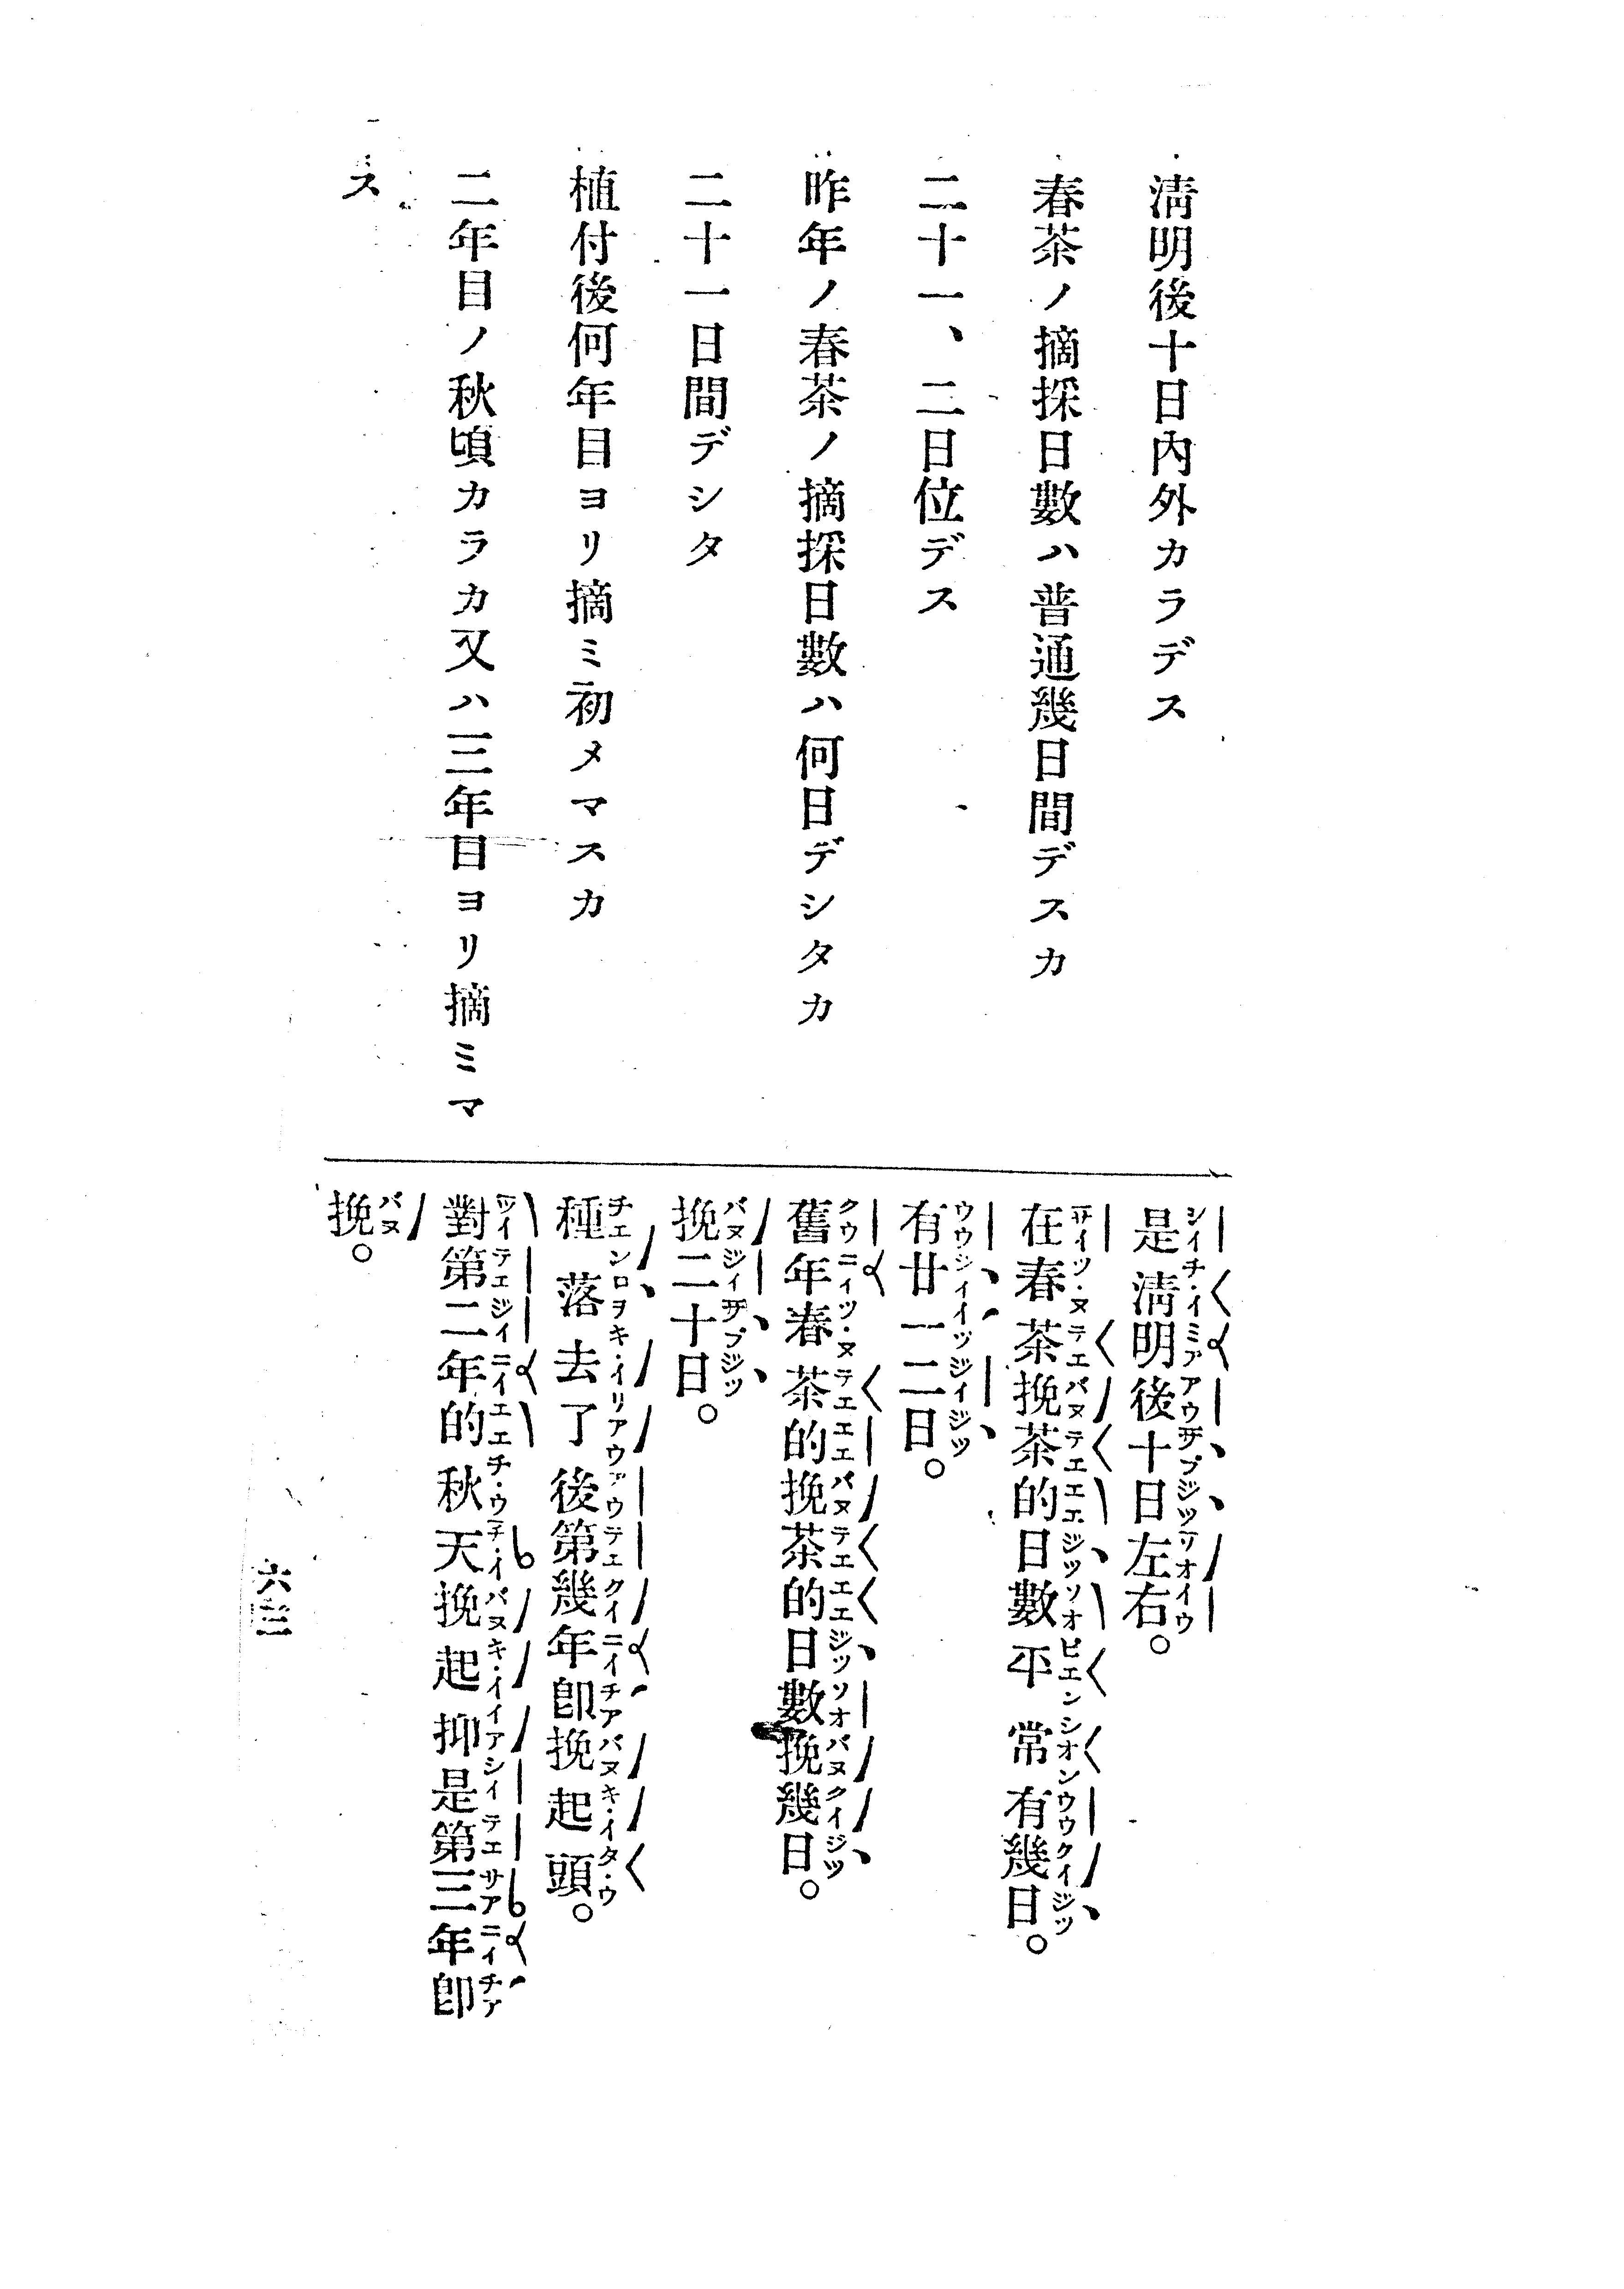 淸明後十日內外カラデス
春茶ノ摘採日數ハ普通幾日間デスカ
二十一、二日位デス
昨年ノ春茶ノ摘採日數ハ何日デシタカ
二十一日間デシタ
植付後何年目ヨリ摘ミ初メマスカ
二年目ノ秋頃カラカ又ハ三年目ヨリ摘ミマ
ス
是淸明後十日左右。
在春茶挽茶的日數平常有幾日。
有廿一二日。
舊年春茶的挽茶的日數挽幾日。
挽二十日。
種落去了後第幾年卽挽起頭。
對第二年的秋天挽起抑是第三年卽
挽。
六三